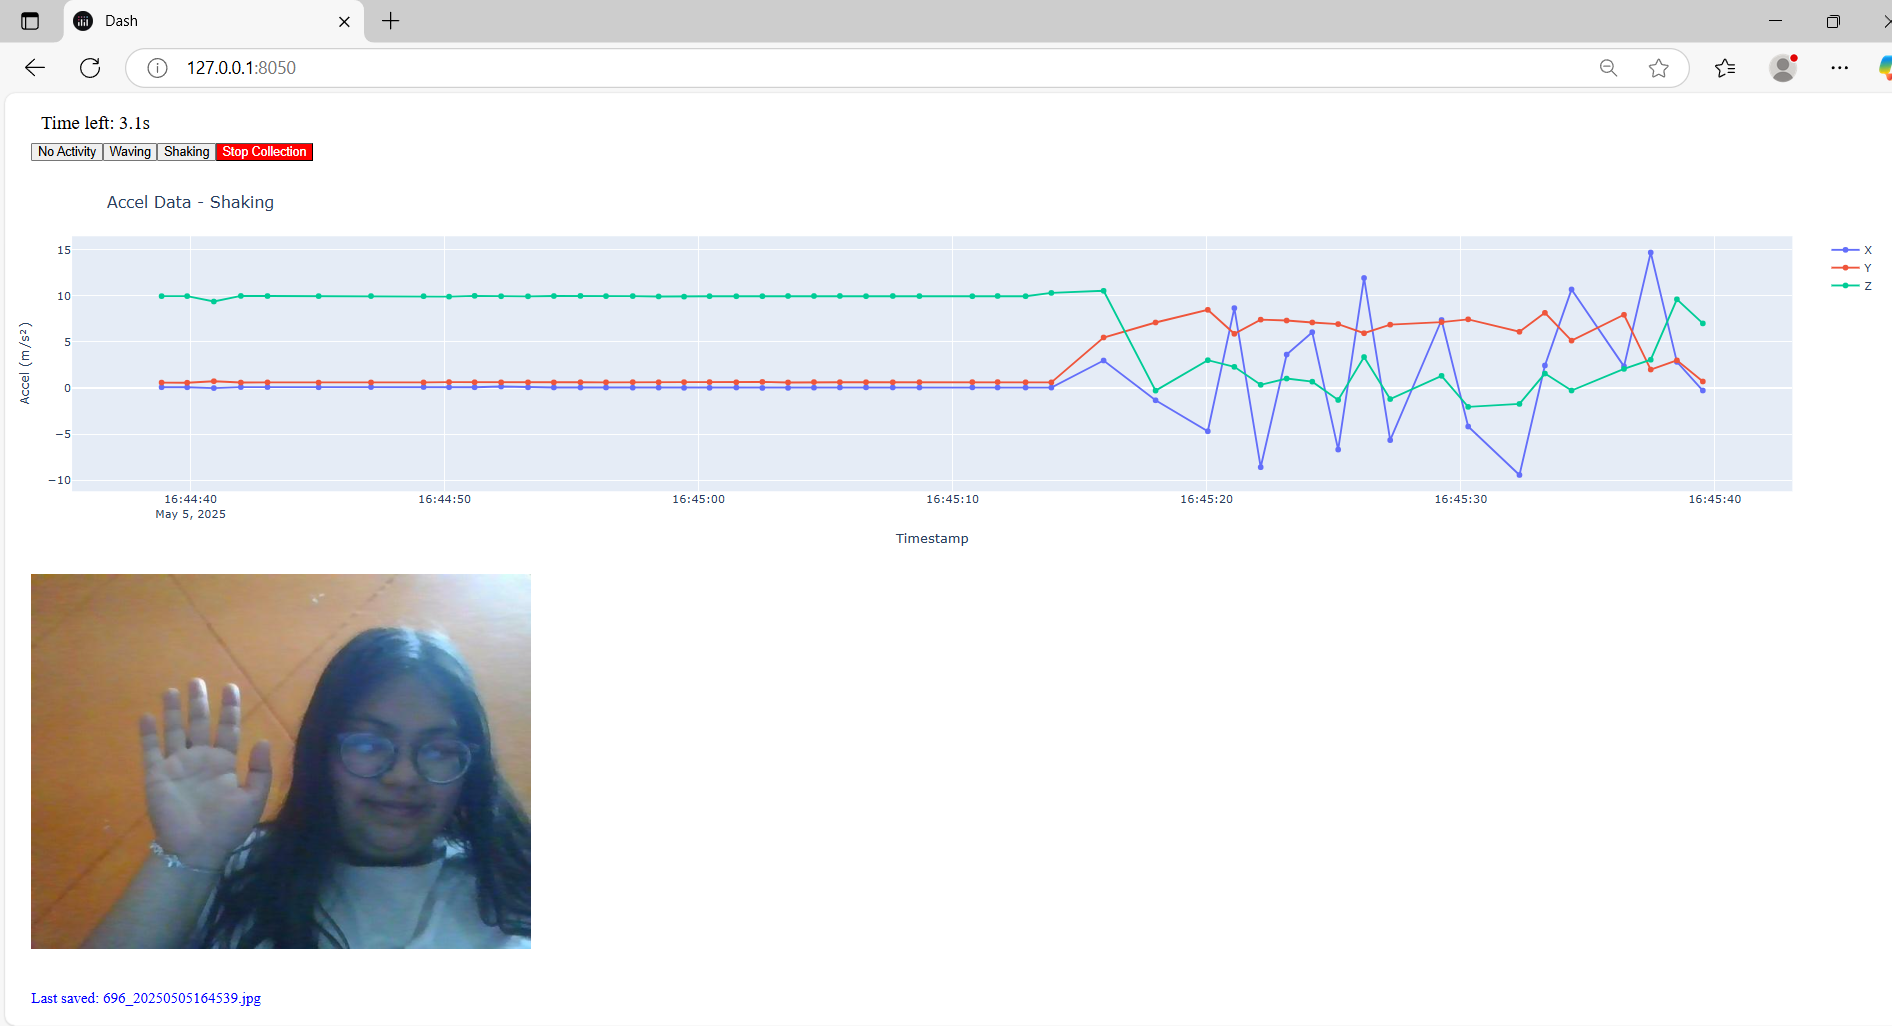 Dash
127.0.0.1:8050
Time left: 3.1s
No Activity Waving Shaking Stop Collection
Accel Data - Shaking
15
10
5
0
−5
−10
Accel (m/s²)
X
Y
Z
16:44:40 16:44:50 16:45:00 16:45:10 16:45:20 16:45:30 16:45:40
May 5, 2025
Timestamp
Last saved: 696_20250505164539.jpg